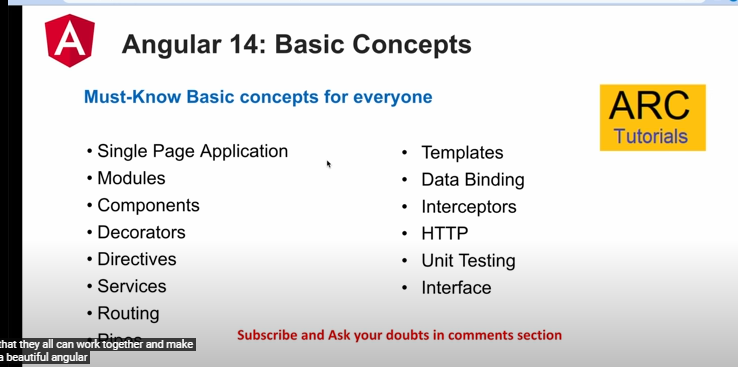 Angular 14: Basic Concepts
Must-Know Basic concepts for everyone
ARC
Tutorials
• Single Page Application
• Modules
• Components
• Decorators
• Directives
• Services
• Routing
• Templates
• Data Binding
• Interceptors
• HTTP
• Unit Testing
• Interface
Subscribe and Ask your doubts in comments section
that they all can work together and make
a beautiful angular